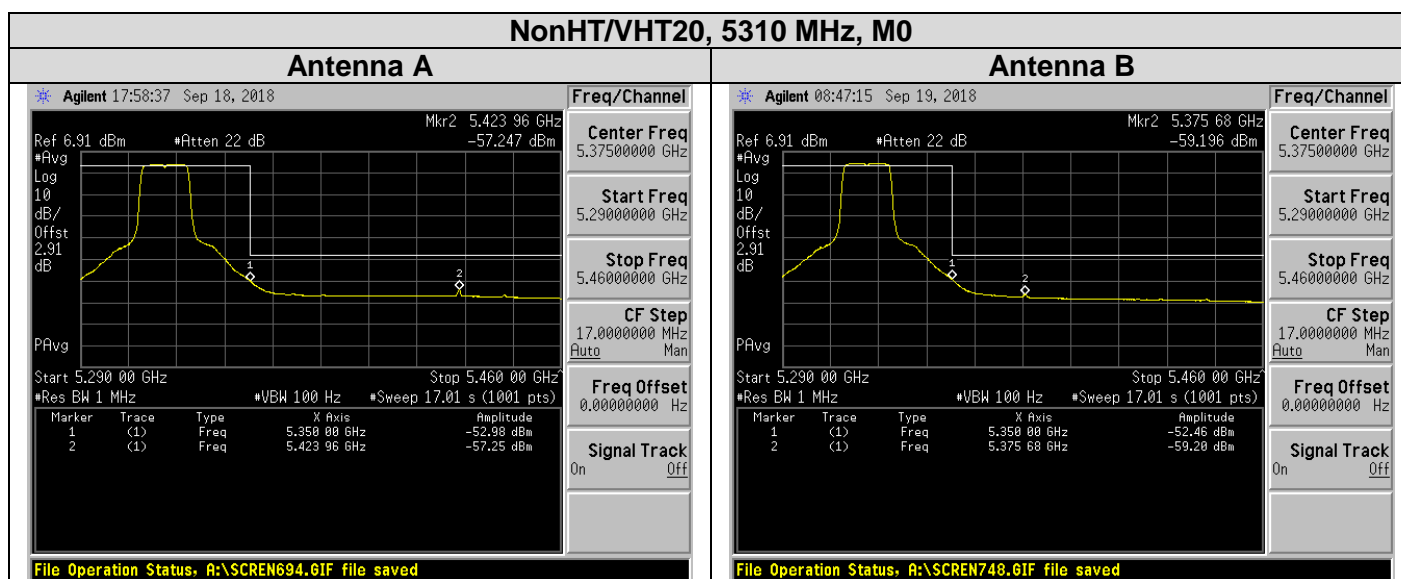 NonHT/VHT20, 5310 MHz, M0
Antenna A
Agilent 17:58:37 Sep 18, 2018
Freq/Channel
Mkr2 5.423 96 GHz
Ref 6.91 dBm #Atten 22 dB -57.247 dBm
#Avg
Log
10
dB/
Offst
2.91
dB
1
2
PAvg
Start 5.290 00 GHz Stop 5.460 00 GHz^
#Res BW 1 MHz #VBW 100 Hz #Sweep 17.01 s (1001 pts)
Marker Trace Type X Axis Amplitude
1 (1) Freq 5.350 00 GHz -52.98 dBm
2 (1) Freq 5.423 96 GHz -57.25 dBm
Center Freq
5.37500000 GHz
Start Freq
5.29000000 GHz
Stop Freq
5.46000000 GHz
CF Step
17.0000000 MHz
Auto Man
Freq Offset
0.00000000 Hz
Signal Track
On Off
File Operation Status, A:\SCREN694.GIF file saved
Antenna B
Agilent 08:47:15 Sep 19, 2018
Freq/Channel
Mkr2 5.375 68 GHz
Ref 6.91 dBm #Atten 22 dB -59.196 dBm
#Avg
Log
10
dB/
Offst
2.91
dB
1
2
PAvg
Start 5.290 00 GHz Stop 5.460 00 GHz^
#Res BW 1 MHz #VBW 100 Hz #Sweep 17.01 s (1001 pts)
Marker Trace Type X Axis Amplitude
1 (1) Freq 5.350 00 GHz -52.46 dBm
2 (1) Freq 5.375 68 GHz -59.20 dBm
Center Freq
5.37500000 GHz
Start Freq
5.29000000 GHz
Stop Freq
5.46000000 GHz
CF Step
17.0000000 MHz
Auto Man
Freq Offset
0.00000000 Hz
Signal Track
On Off
File Operation Status, A:\SCREN748.GIF file saved